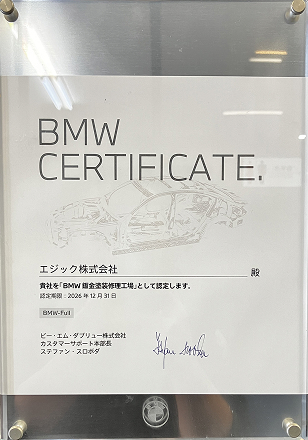 BMW
CERTIFICATE.
エジック株式会社 殿
貴社を「BMW 鈑金塗装修理工場」として認定します。
認定期限：2026 年 12 月 31 日
BMW-Full
ビー・エム・ダブリュー株式会社
カスタマーサポート本部長
ステファン・スロボダ